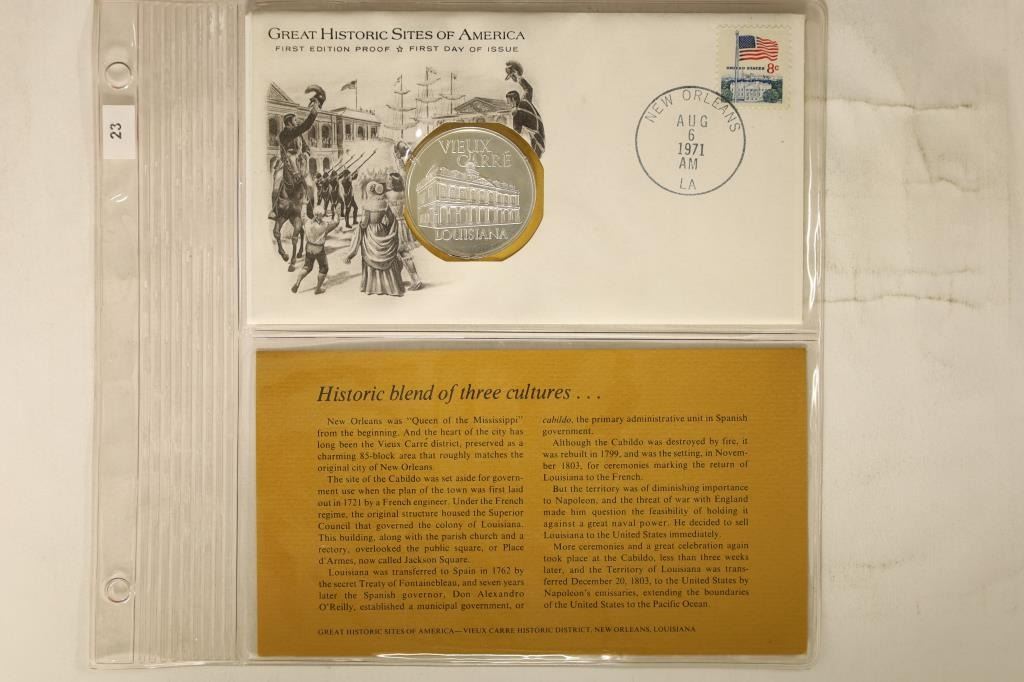 GREAT HISTORIC SITES OF AMERICA
FIRST EDITION PROOF ☆ FIRST DAY OF ISSUE
UNITED STATES 8c
NEW ORLEANS
AUG
6
1971
AM
LA
23
VIEUX
CARRÉ
LOUISIANA
Historic blend of three cultures . . .
New Orleans was "Queen of the Mississippi"
from the beginning. And the heart of the city has
long been the Vieux Carré district, preserved as a
charming 85-block area that roughly matches the
original city of New Orleans.
The site of the Cabildo was set aside for govern-
ment use when the plan of the town was first laid
out in 1721 by a French engineer. Under the French
regime, the original structure housed the Superior
Council that governed the colony of Louisiana.
This building, along with the parish church and a
rectory, overlooked the public square, or Place
d'Armes, now called Jackson Square.
Louisiana was transferred to Spain in 1762 by
the secret Treaty of Fontainebleau, and seven years
later the Spanish governor, Don Alexandro
O'Reilly, established a municipal government, or
cabildo, the primary administrative unit in Spanish
government.
Although the Cabildo was destroyed by fire, it
was rebuilt in 1799, and was the setting, in Novem-
ber 1803, for ceremonies marking the return of
Louisiana to the French.
But the territory was of diminishing importance
to Napoleon, and the threat of war with England
made him question the feasibility of holding it
against a great naval power. He decided to sell
Louisiana to the United States immediately.
More ceremonies and a great celebration again
took place at the Cabildo, less than three weeks
later, and the Territory of Louisiana was trans-
ferred December 20, 1803, to the United States by
Napoleon's emissaries, extending the boundaries
of the United States to the Pacific Ocean.
GREAT HISTORIC SITES OF AMERICA—VIEUX CARRE HISTORIC DISTRICT, NEW ORLEANS, LOUISIANA